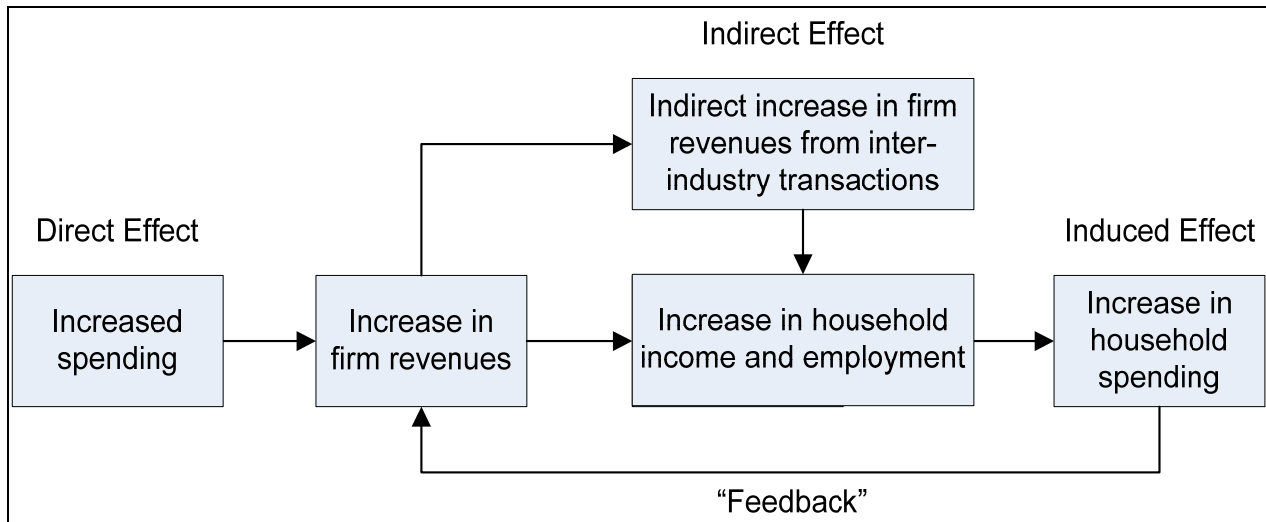 Indirect Effect
Indirect increase in firm
revenues from inter-
industry transactions
Direct Effect
Induced Effect
Increased
spending
Increase in
firm revenues
Increase in household
income and employment
Increase in
household
spending
“Feedback”